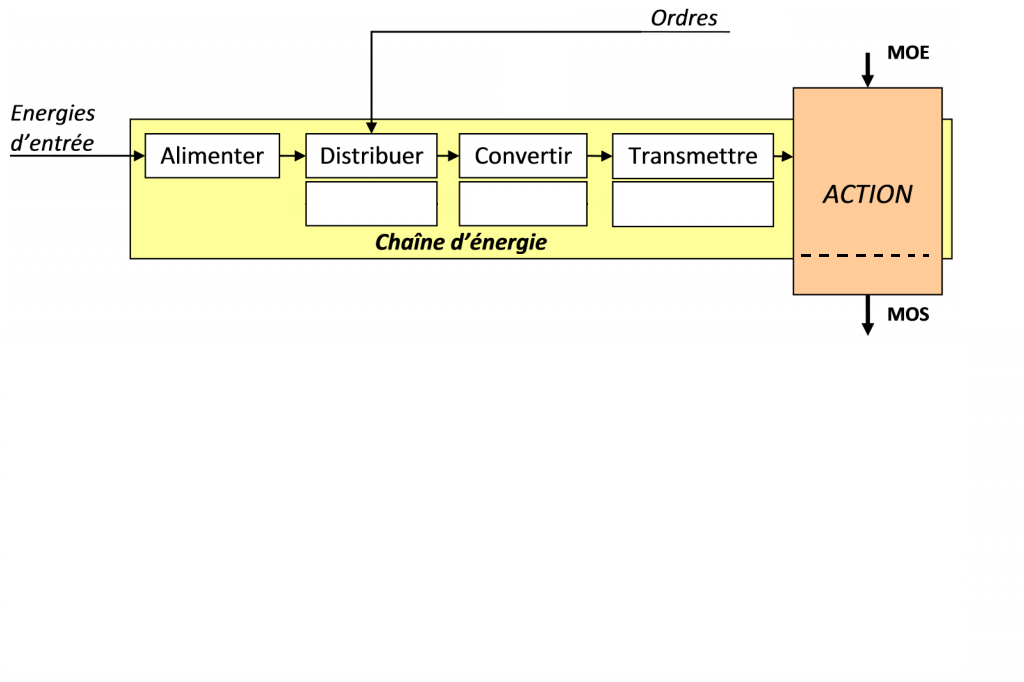 Ordres
MOE
Energies
d’entrée
Alimenter
Distribuer
Convertir
Transmettre
ACTION
Chaîne d’énergie
MOS